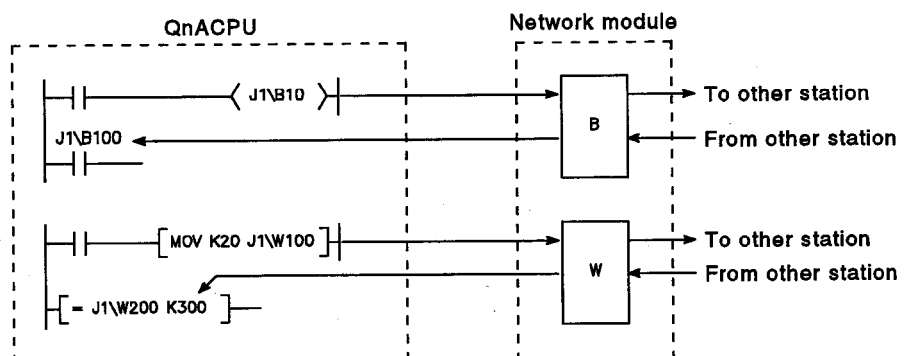 QnACPU
Network module
J1\B10
To other station
B
J1\B100
From other station
MOV K20 J1\W100
To other station
W
From other station
= J1\W200 K300